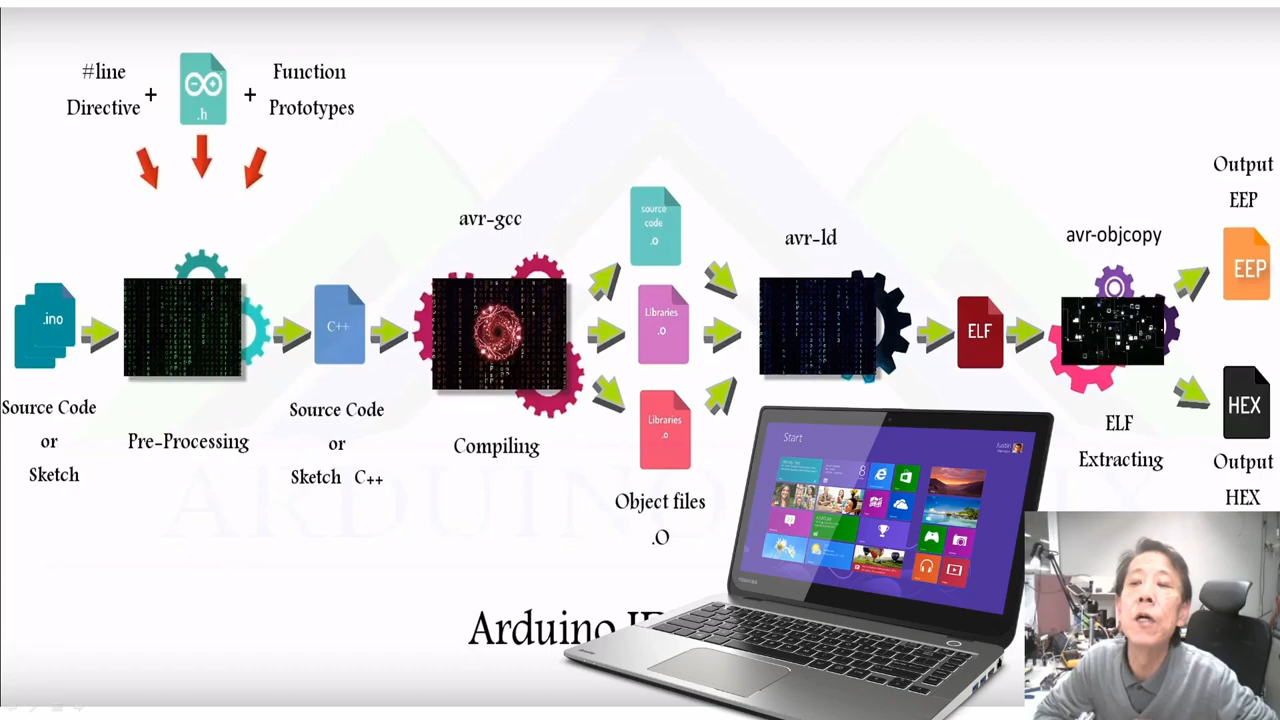 #line
Directive
+
.h
+
Function
Prototypes
.ino
Source Code
or
Sketch
Pre-Processing
C++
Source Code
or
Sketch C++
avr-gcc
Compiling
source
code
.o
Libraries
.o
Libraries
.o
Object files
.O
avr-ld
ELF
avr-objcopy
ELF
Extracting
Output
EEP
EEP
HEX
Output
HEX
Start
TOSHIBA
Arduino